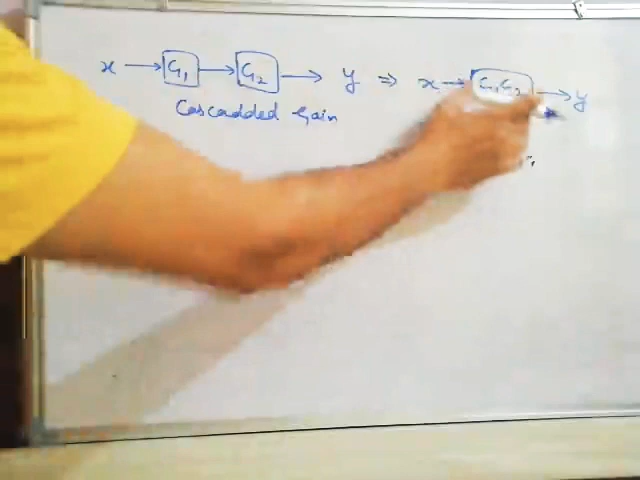 x → G₁ → G₂ → y ⇒ x → G₁G₂ → y
Cascadded Gain